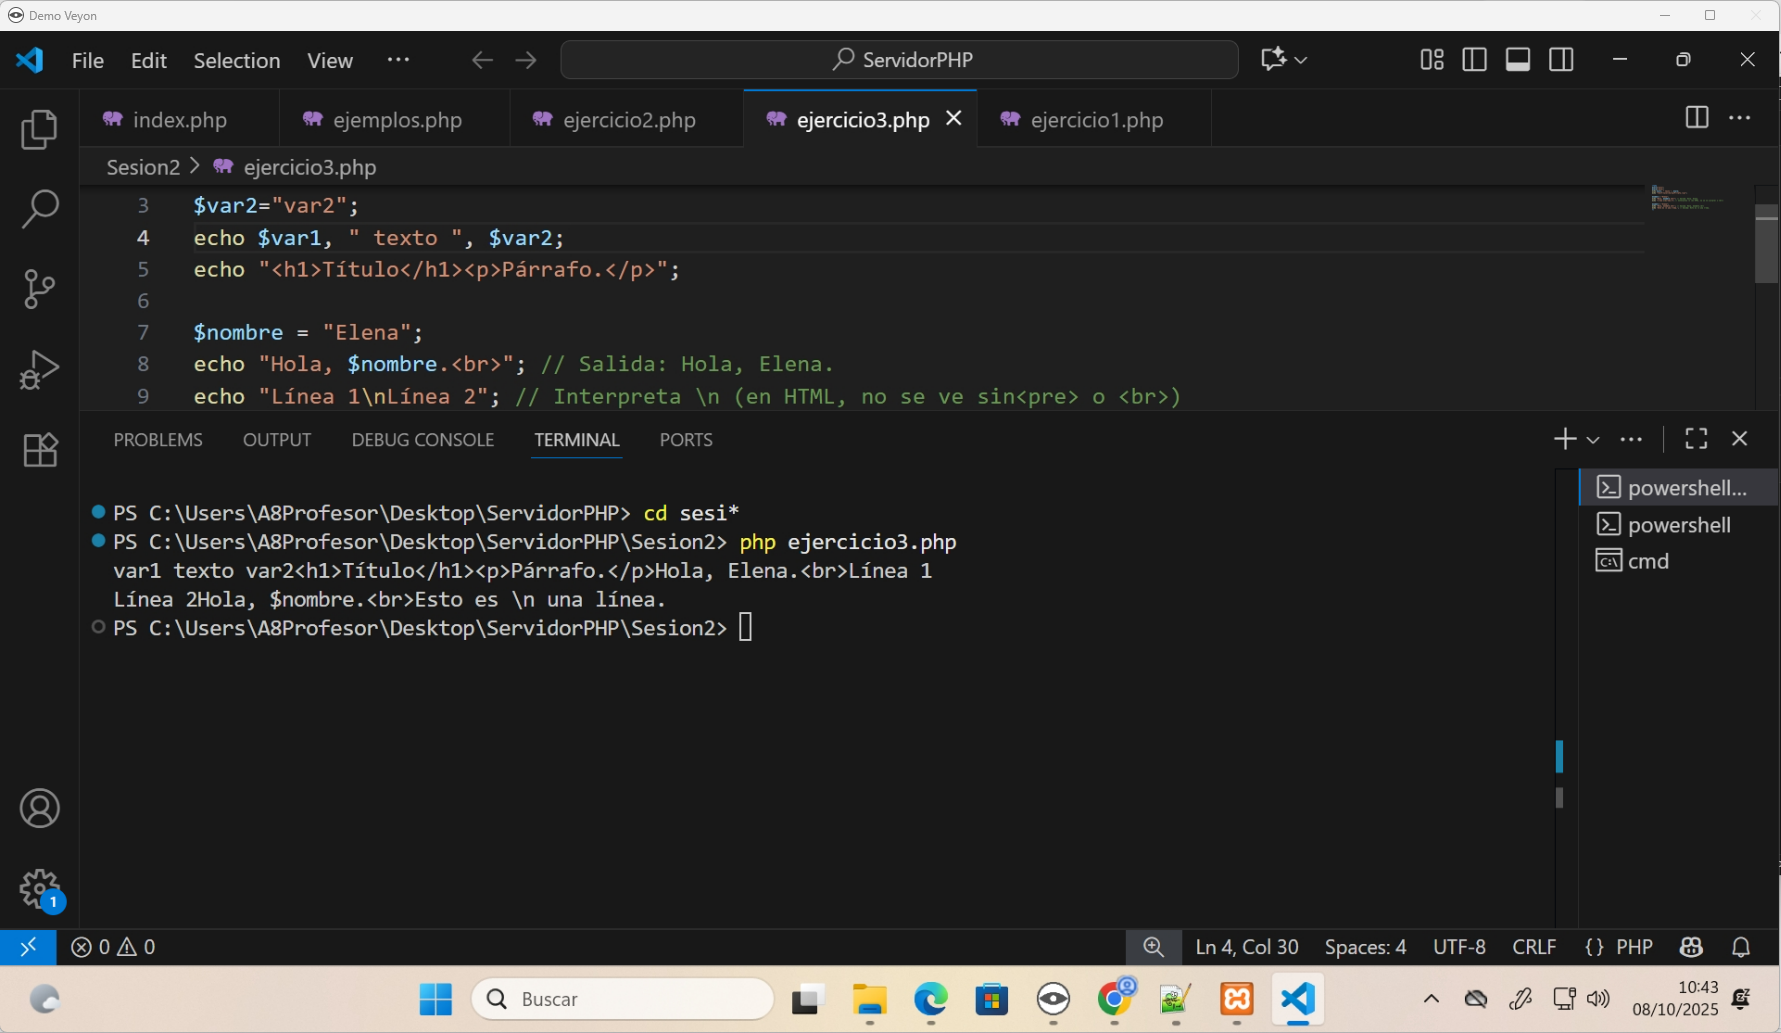 Demo Veyon
File Edit Selection View ··· ServidorPHP
index.php ejemplos.php ejercicio2.php ejercicio3.php ejercicio1.php
Sesion2 > ejercicio3.php
3 $var2="var2";
4 echo $var1, " texto ", $var2;
5 echo "<h1>Título</h1><p>Párrafo.</p>";
6
7 $nombre = "Elena";
8 echo "Hola, $nombre.<br>"; // Salida: Hola, Elena.
9 echo "Línea 1\nLínea 2"; // Interpreta \n (en HTML, no se ve sin<pre> o <br>)
PROBLEMS OUTPUT DEBUG CONSOLE TERMINAL PORTS
PS C:\Users\A8Profesor\Desktop\ServidorPHP> cd sesi*
PS C:\Users\A8Profesor\Desktop\ServidorPHP\Sesion2> php ejercicio3.php
var1 texto var2<h1>Título</h1><p>Párrafo.</p>Hola, Elena.<br>Línea 1
Línea 2Hola, $nombre.<br>Esto es \n una línea.
PS C:\Users\A8Profesor\Desktop\ServidorPHP\Sesion2>
powershell...
powershell
cmd
1
0 0 Ln 4, Col 30 Spaces: 4 UTF-8 CRLF {} PHP
Buscar
10:43
08/10/2025